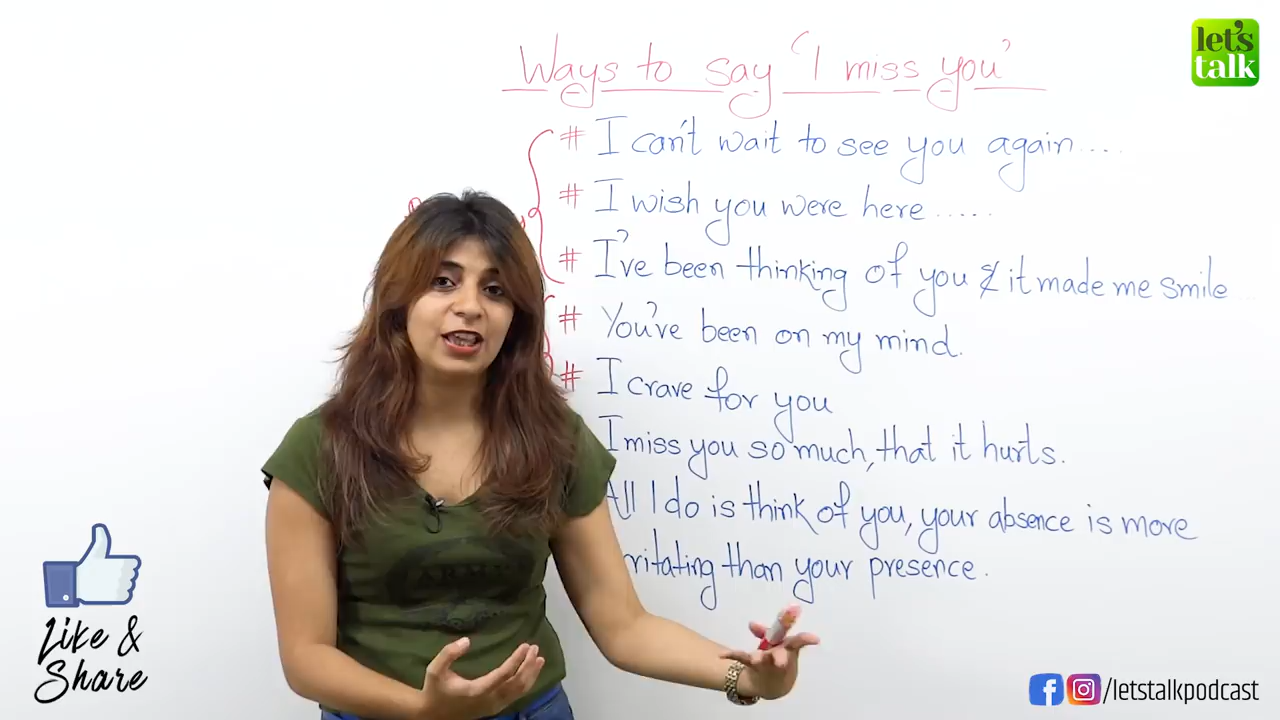 Ways to say 'I miss you'
let's
talk
# I can't wait to see you again....
# I wish you were here.....
# I've been thinking of you & it made me smile...
# You've been on my mind.
# I crave for you
I miss you so much, that it hurts.
All I do is think of you, your absence is more
than your presence.
Like &
Share
/letstalkpodcast